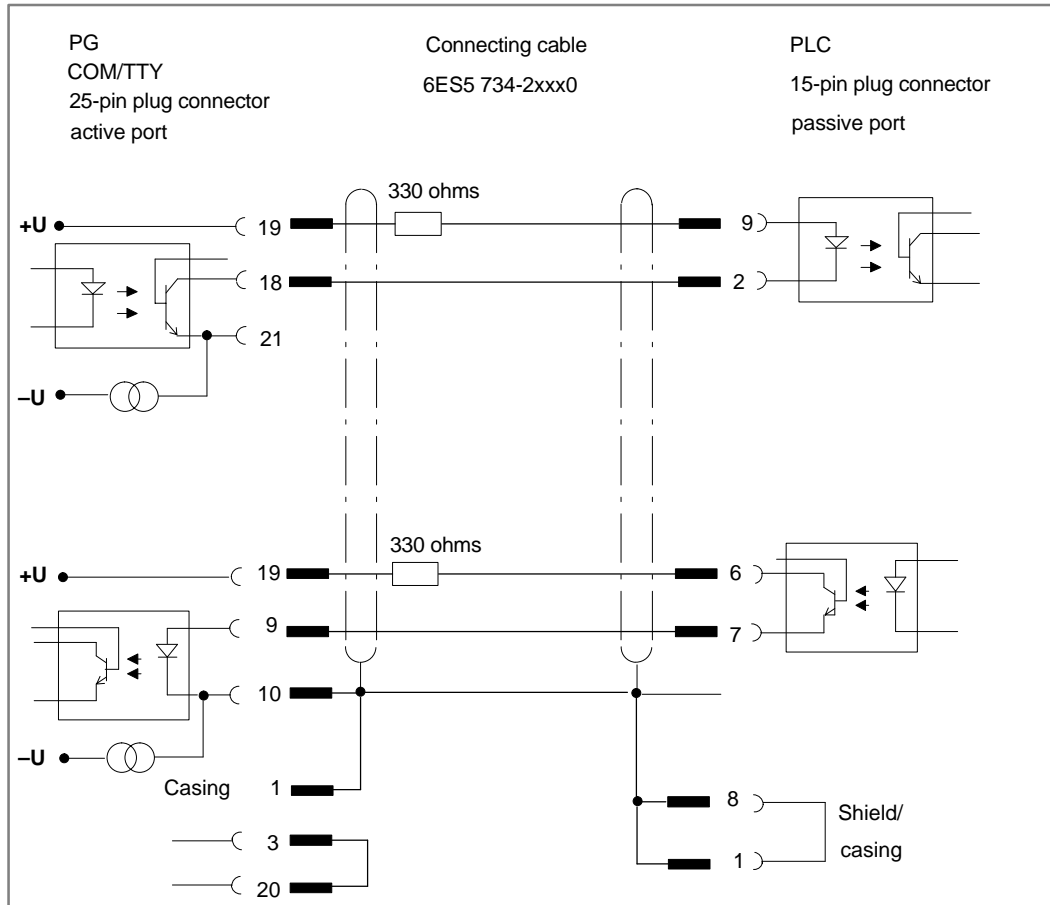 PG
COM/TTY
25-pin plug connector
active port
Connecting cable
6ES5 734-2xxx0
PLC
15-pin plug connector
passive port
330 ohms
+U
19
9
18
2
21
–U
330 ohms
+U
19
6
9
7
10
–U
Casing
1
8
Shield/
casing
3
1
20